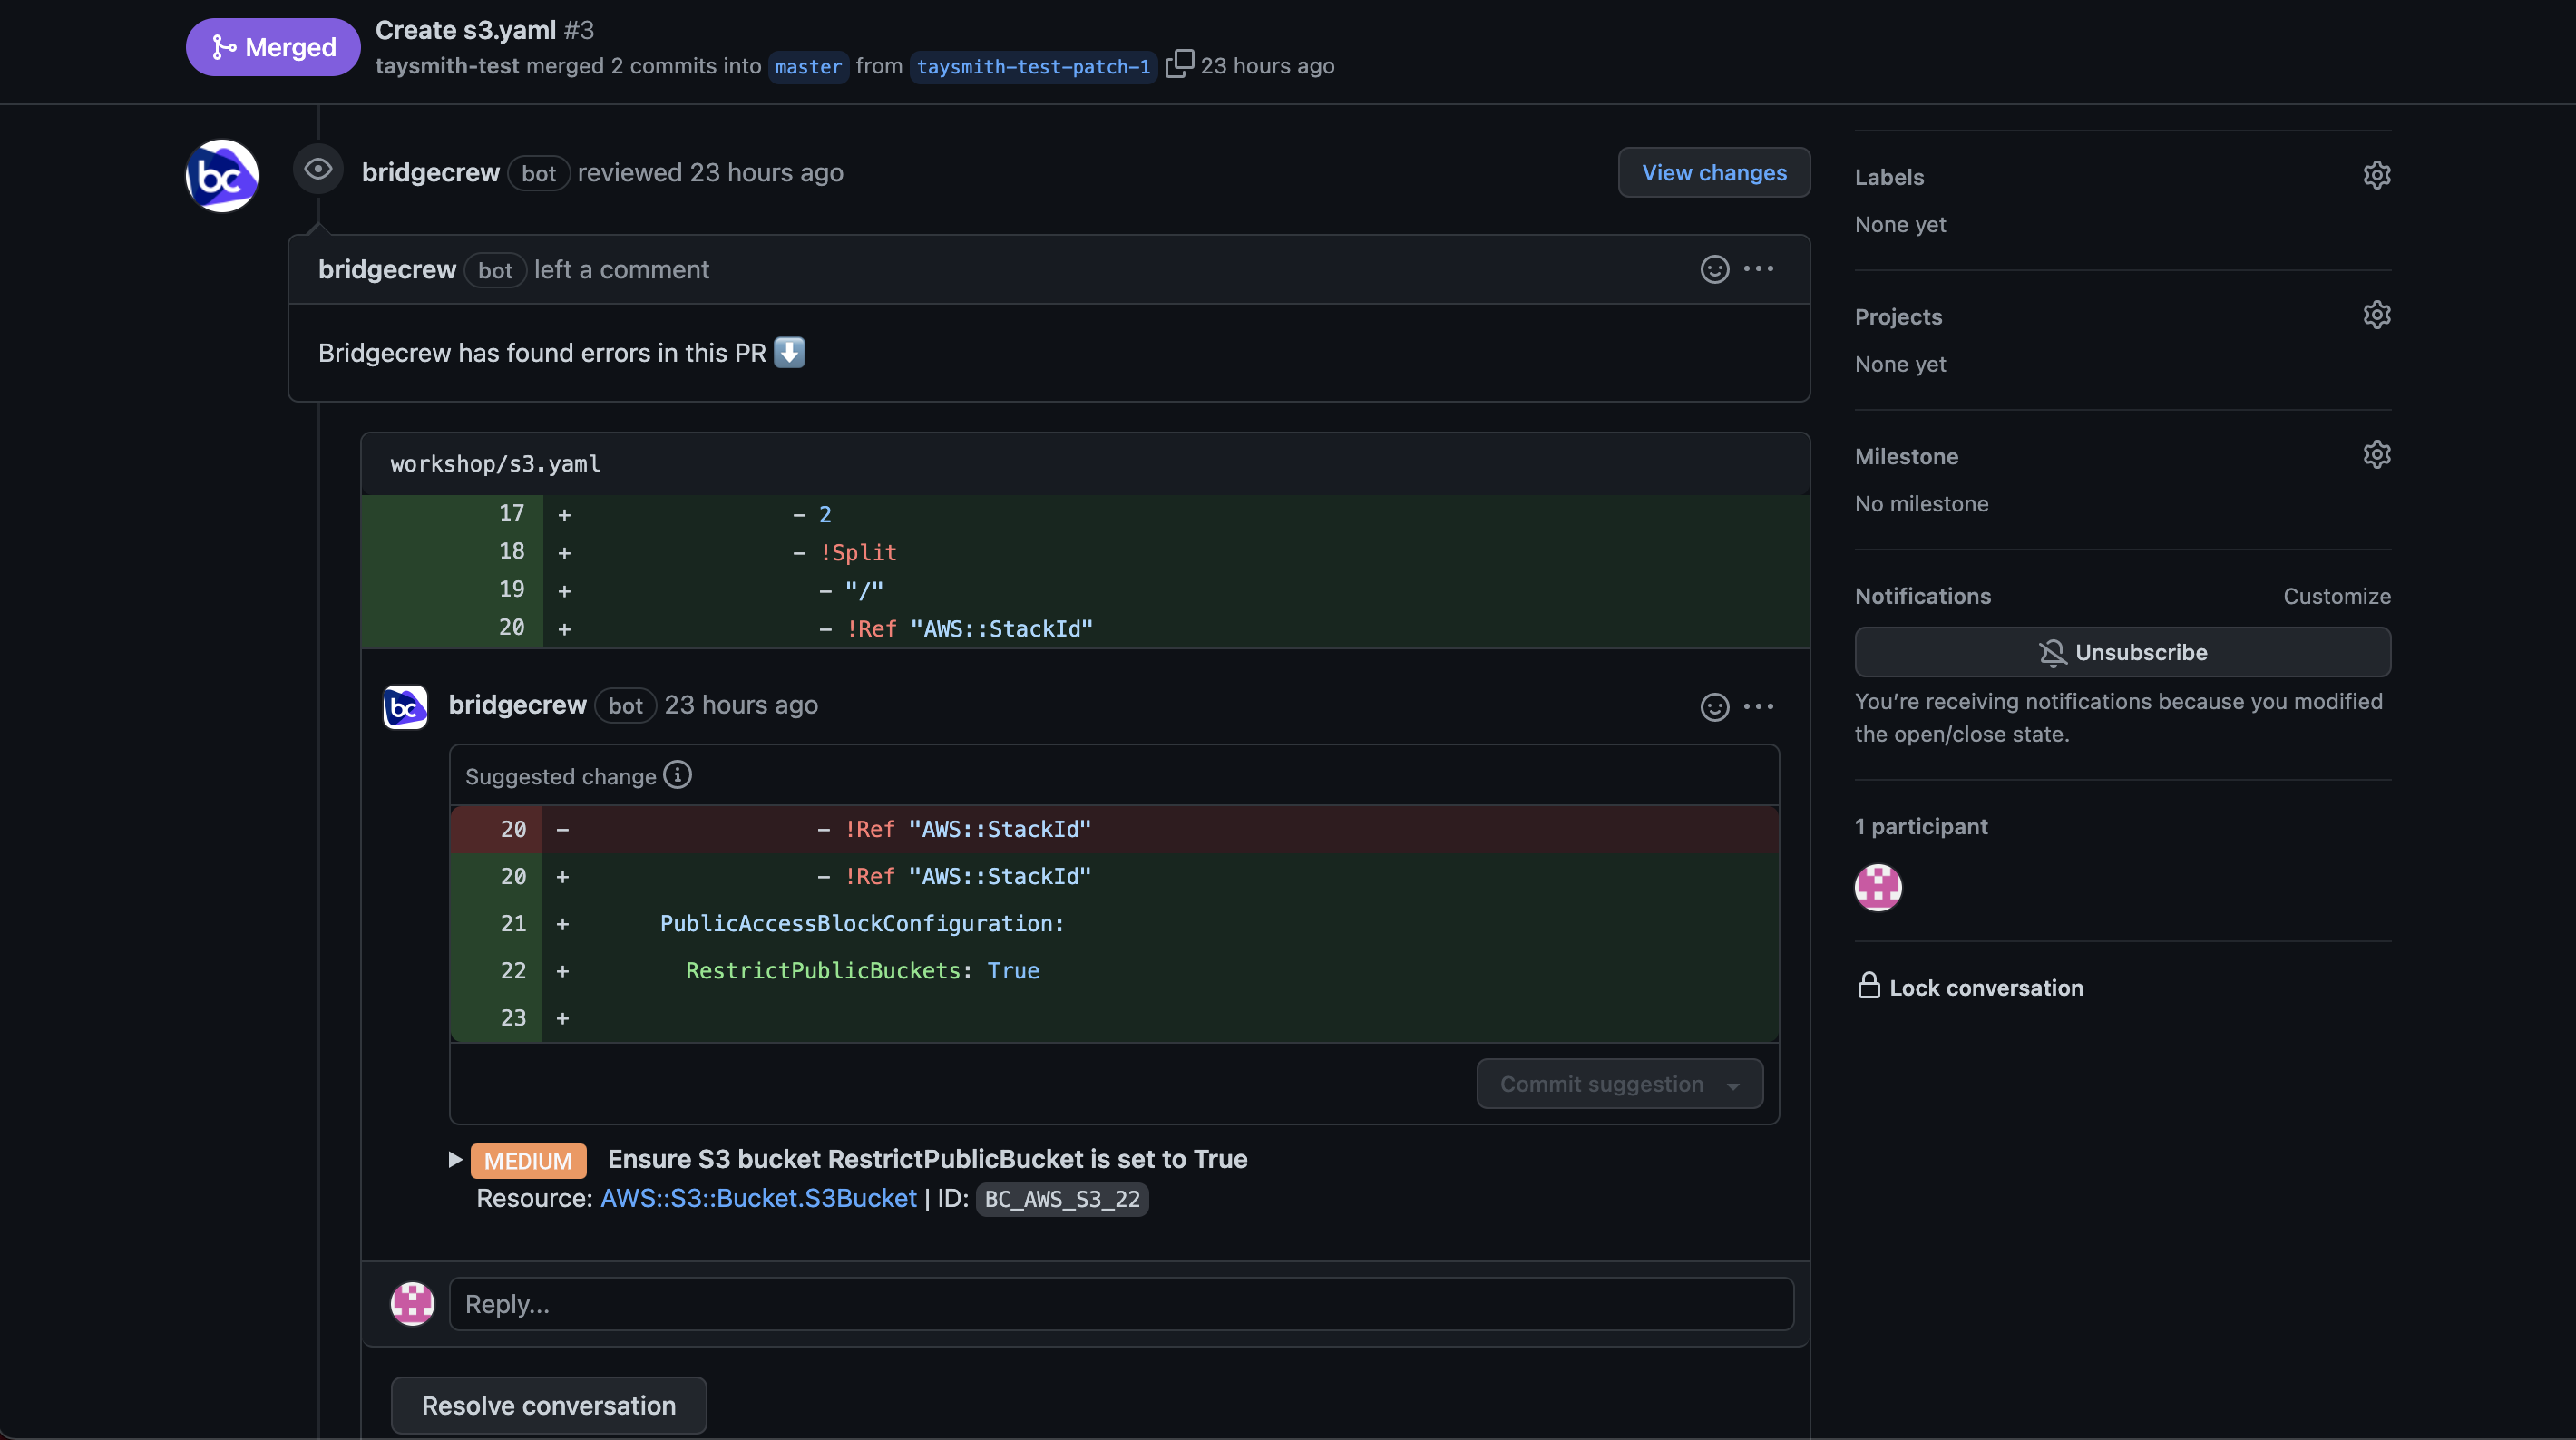 Merged
Create s3.yaml #3
taysmith-test merged 2 commits into master from taysmith-test-patch-1 23 hours ago
bc
bridgecrew bot reviewed 23 hours ago
View changes
bridgecrew bot left a comment
Bridgecrew has found errors in this PR
workshop/s3.yaml
17 + - 2
18 + - !Split
19 + - "/"
20 + - !Ref "AWS::StackId"
bc
bridgecrew bot 23 hours ago
Suggested change
20 - - !Ref "AWS::StackId"
20 + - !Ref "AWS::StackId"
21 + PublicAccessBlockConfiguration:
22 + RestrictPublicBuckets: True
23 +
Commit suggestion
MEDIUM Ensure S3 bucket RestrictPublicBucket is set to True
Resource: AWS::S3::Bucket.S3Bucket | ID: BC_AWS_S3_22
Reply...
Resolve conversation
Labels
None yet
Projects
None yet
Milestone
No milestone
Notifications Customize
Unsubscribe
You’re receiving notifications because you modified
the open/close state.
1 participant
Lock conversation